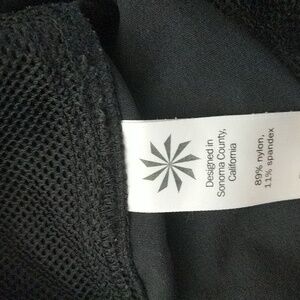 Designed in
Sonoma County,
California
89% nylon,
11% spandex